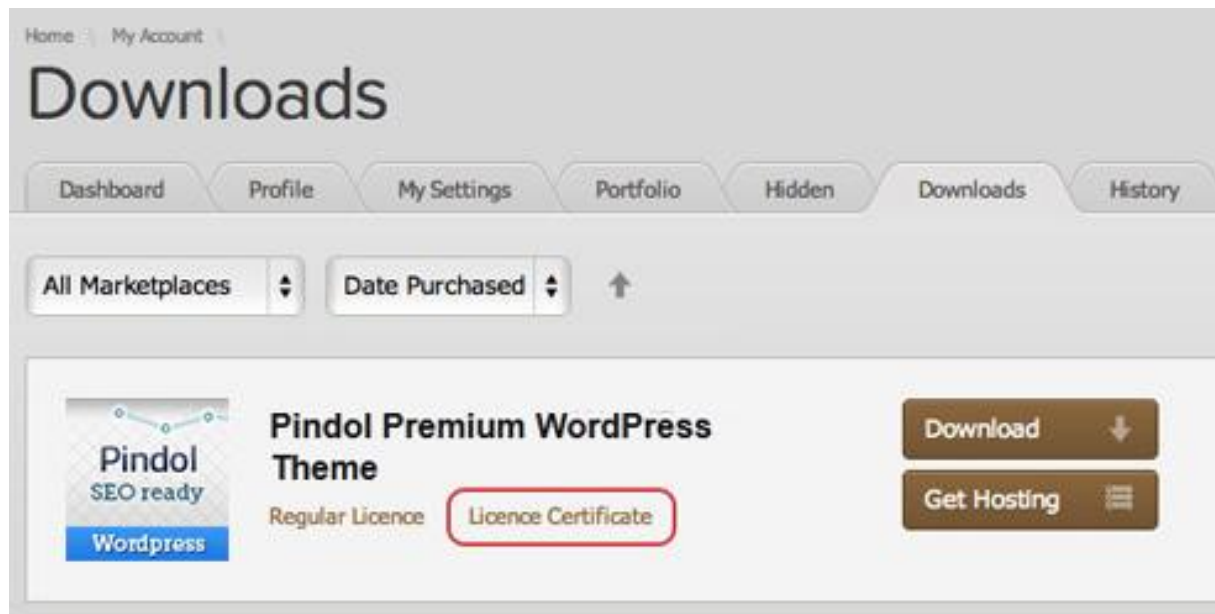 Home \ My Account \
Downloads
Dashboard Profile My Settings Portfolio Hidden Downloads History
All Marketplaces Date Purchased
Pindol
SEO ready
Wordpress
Pindol Premium WordPress
Theme
Regular Licence Licence Certificate
Download
Get Hosting